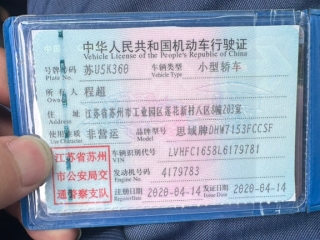 中华人民共和国机动车行驶证
Vehicle License of the People's Republic of China
号牌号码 苏U5K360 车辆类型 小型轿车
Plate No. Vehicle Type
所有人 程超
Owner
住址 江苏省苏州市工业园区莲花新村八区8幢203室
Address
使用性质 非营运 品牌型号 思域牌DHW7153FCCSF
Use Character Model
江苏省苏州市公安局交通警察支队
车辆识别代号 LVHFC1658L6179781
VIN
发动机号码 4179783
Engine No.
注册日期 2020-04-14 发证日期 2020-04-14
Register Date Issue Date